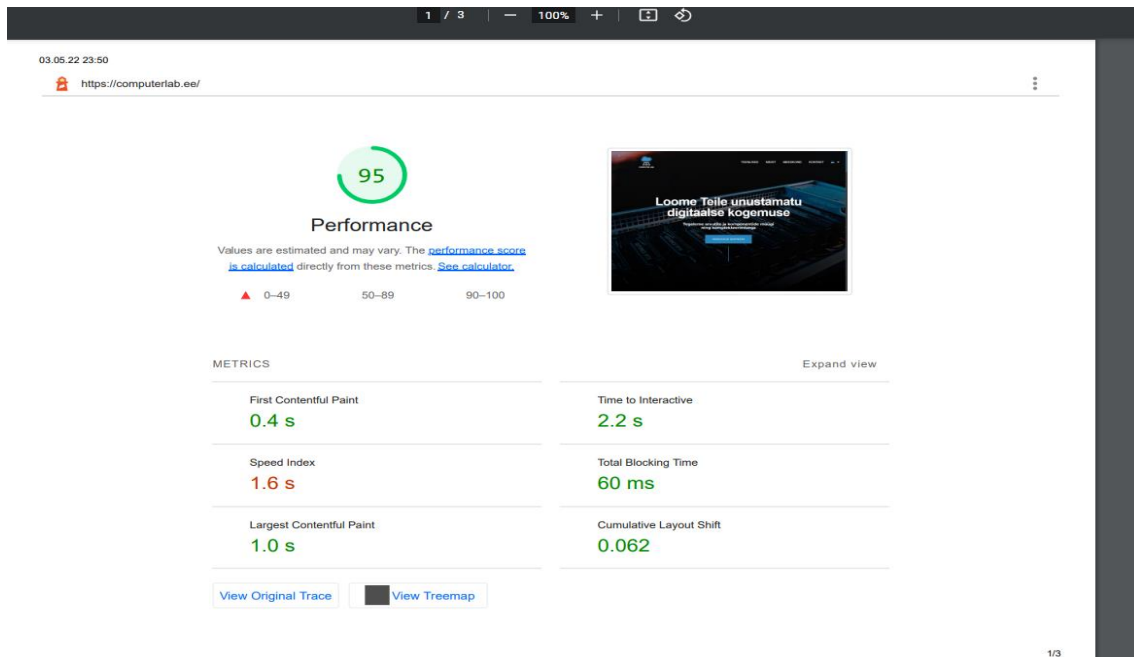 1 / 3 | — 100% + |
03.05.22 23:50
https://computerlab.ee/
95
Performance
Values are estimated and may vary. The performance score
is calculated directly from these metrics. See calculator.
0–49 50–89 90–100
Loome Teile unustamatu
digitaalse kogemuse
METRICS
Expand view
First Contentful Paint
0.4 s
Time to Interactive
2.2 s
Speed Index
1.6 s
Total Blocking Time
60 ms
Largest Contentful Paint
1.0 s
Cumulative Layout Shift
0.062
View Original Trace
View Treemap
1/3